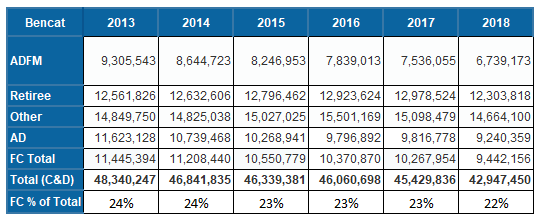 Bencat 2013 2014 2015 2016 2017 2018
ADFM 9,305,543 8,644,723 8,246,953 7,839,013 7,536,055 6,739,173
Retiree 12,561,826 12,632,606 12,796,462 12,923,624 12,978,524 12,303,818
Other 14,849,750 14,825,038 15,027,025 15,501,169 15,098,479 14,664,100
AD 11,623,128 10,739,468 10,268,941 9,796,892 9,816,778 9,240,359
FC Total 11,445,394 11,208,440 10,550,779 10,370,870 10,267,954 9,442,156
Total (C&D) 48,340,247 46,841,835 46,339,381 46,060,698 45,429,836 42,947,450
FC % of Total 24% 24% 23% 23% 23% 22%